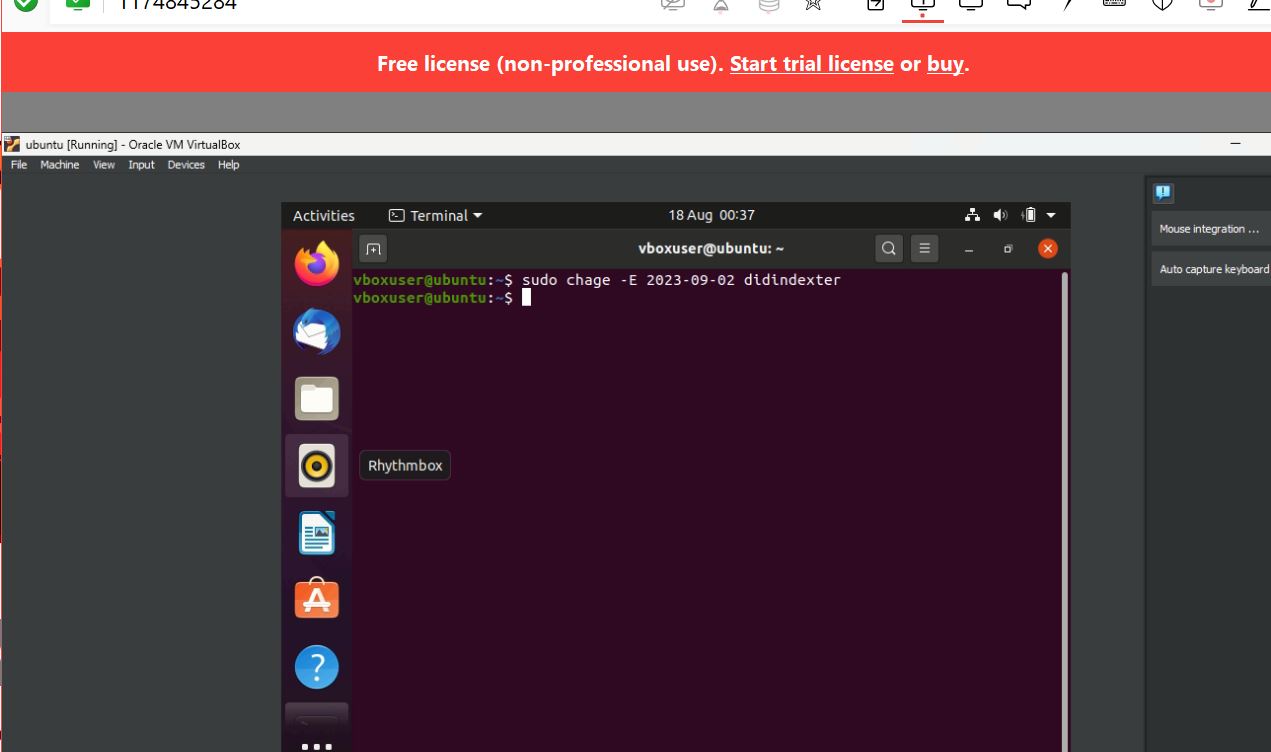 1174845284
Free license (non-professional use). Start trial license or buy.
ubuntu [Running] - Oracle VM VirtualBox
File Machine View Input Devices Help
Activities Terminal 18 Aug 00:37
vboxuser@ubuntu: ~
Mouse integration ...
Auto capture keyboard
vboxuser@ubuntu:~$ sudo chage -E 2023-09-02 didindexter
vboxuser@ubuntu:~$
Rhythmbox